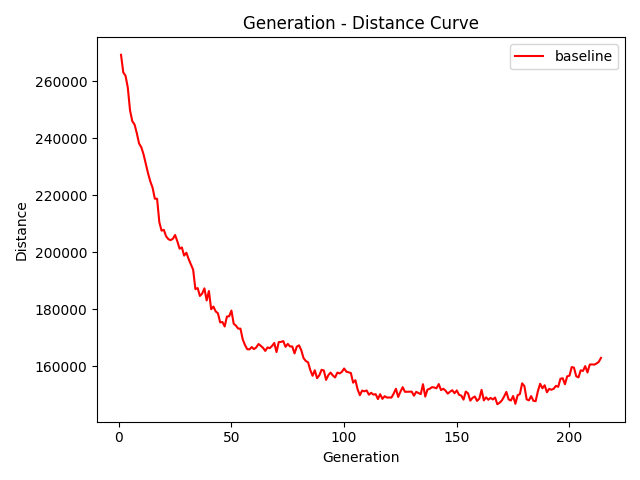 Generation - Distance Curve
baseline
Distance
260000
240000
220000
200000
180000
160000
0 50 100 150 200
Generation